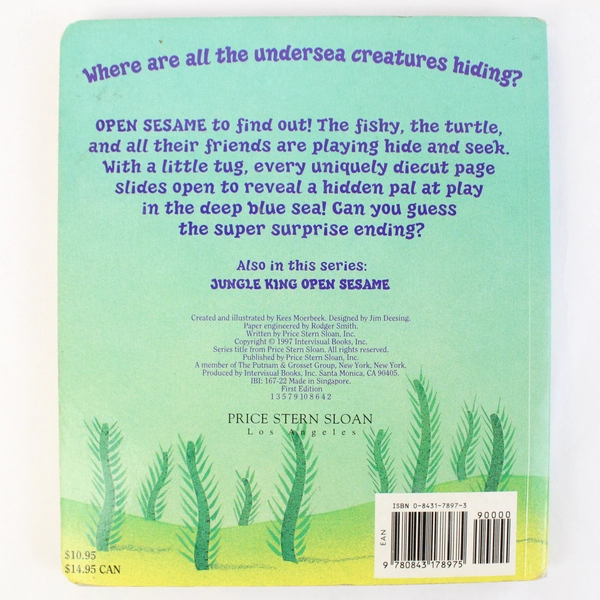 Where are all the undersea creatures hiding?
OPEN SESAME to find out! The fishy, the turtle,
and all their friends are playing hide and seek.
With a little tug, every uniquely diecut page
slides open to reveal a hidden pal at play
in the deep blue sea! Can you guess
the super surprise ending?
Also in this series:
JUNGLE KING OPEN SESAME
Created and illustrated by Kees Moerbeek. Designed by Jim Deesing.
Paper engineered by Rodger Smith.
Written by Price Stern Sloan, Inc.
Copyright © 1997 Intervisual Books, Inc.
Series title from Price Stern Sloan. All rights reserved.
Published by Price Stern Sloan, Inc.
A member of The Putnam & Grosset Group, New York, New York.
Produced by Intervisual Books, Inc. Santa Monica, CA 90405.
IBI: 167-22 Made in Singapore.
First Edition
1 3 5 7 9 10 8 6 4 2
PRICE STERN SLOAN
Los Angeles
ISBN 0-8431-7897-3
90000
EAN
9 780843 178975
$10.95
$14.95 CAN